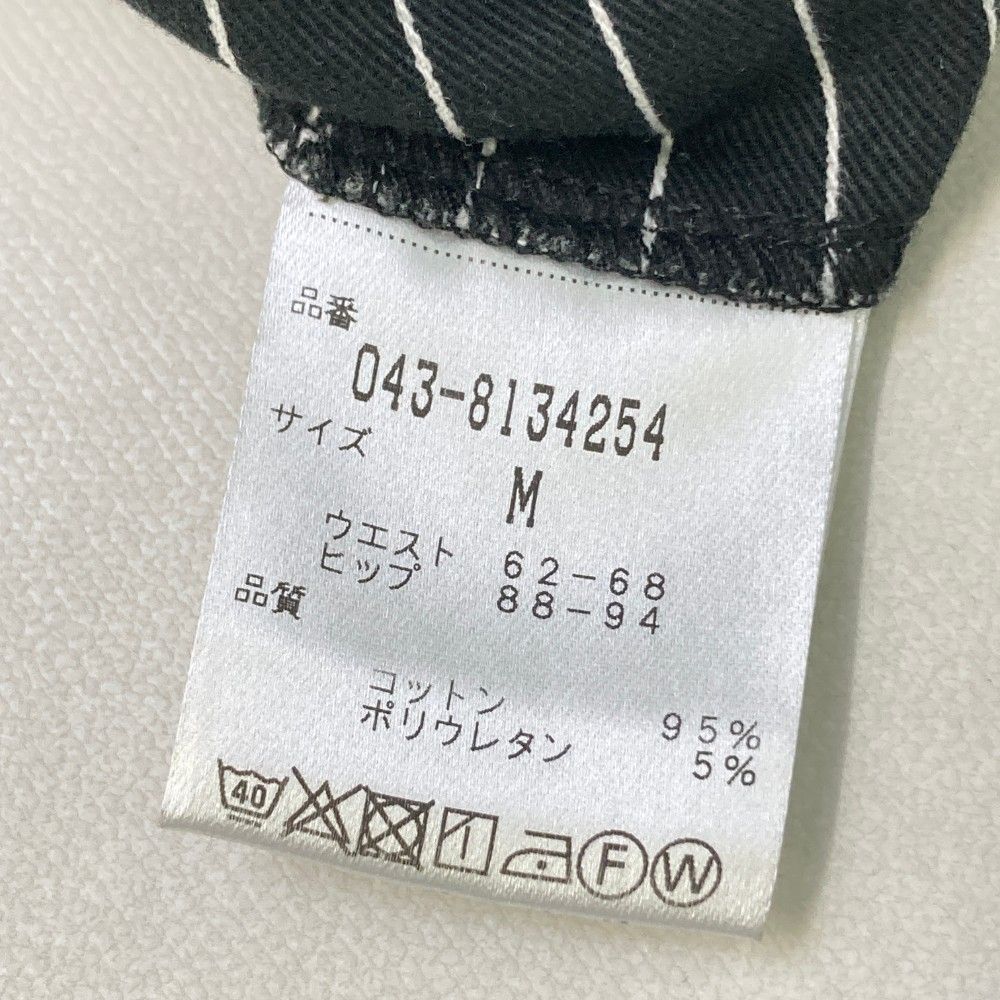 品番
043-8134254
サイズ
M
ウエスト 62-68
ヒップ 88-94
品質
コットン 95%
ポリウレタン 5%
40 F W